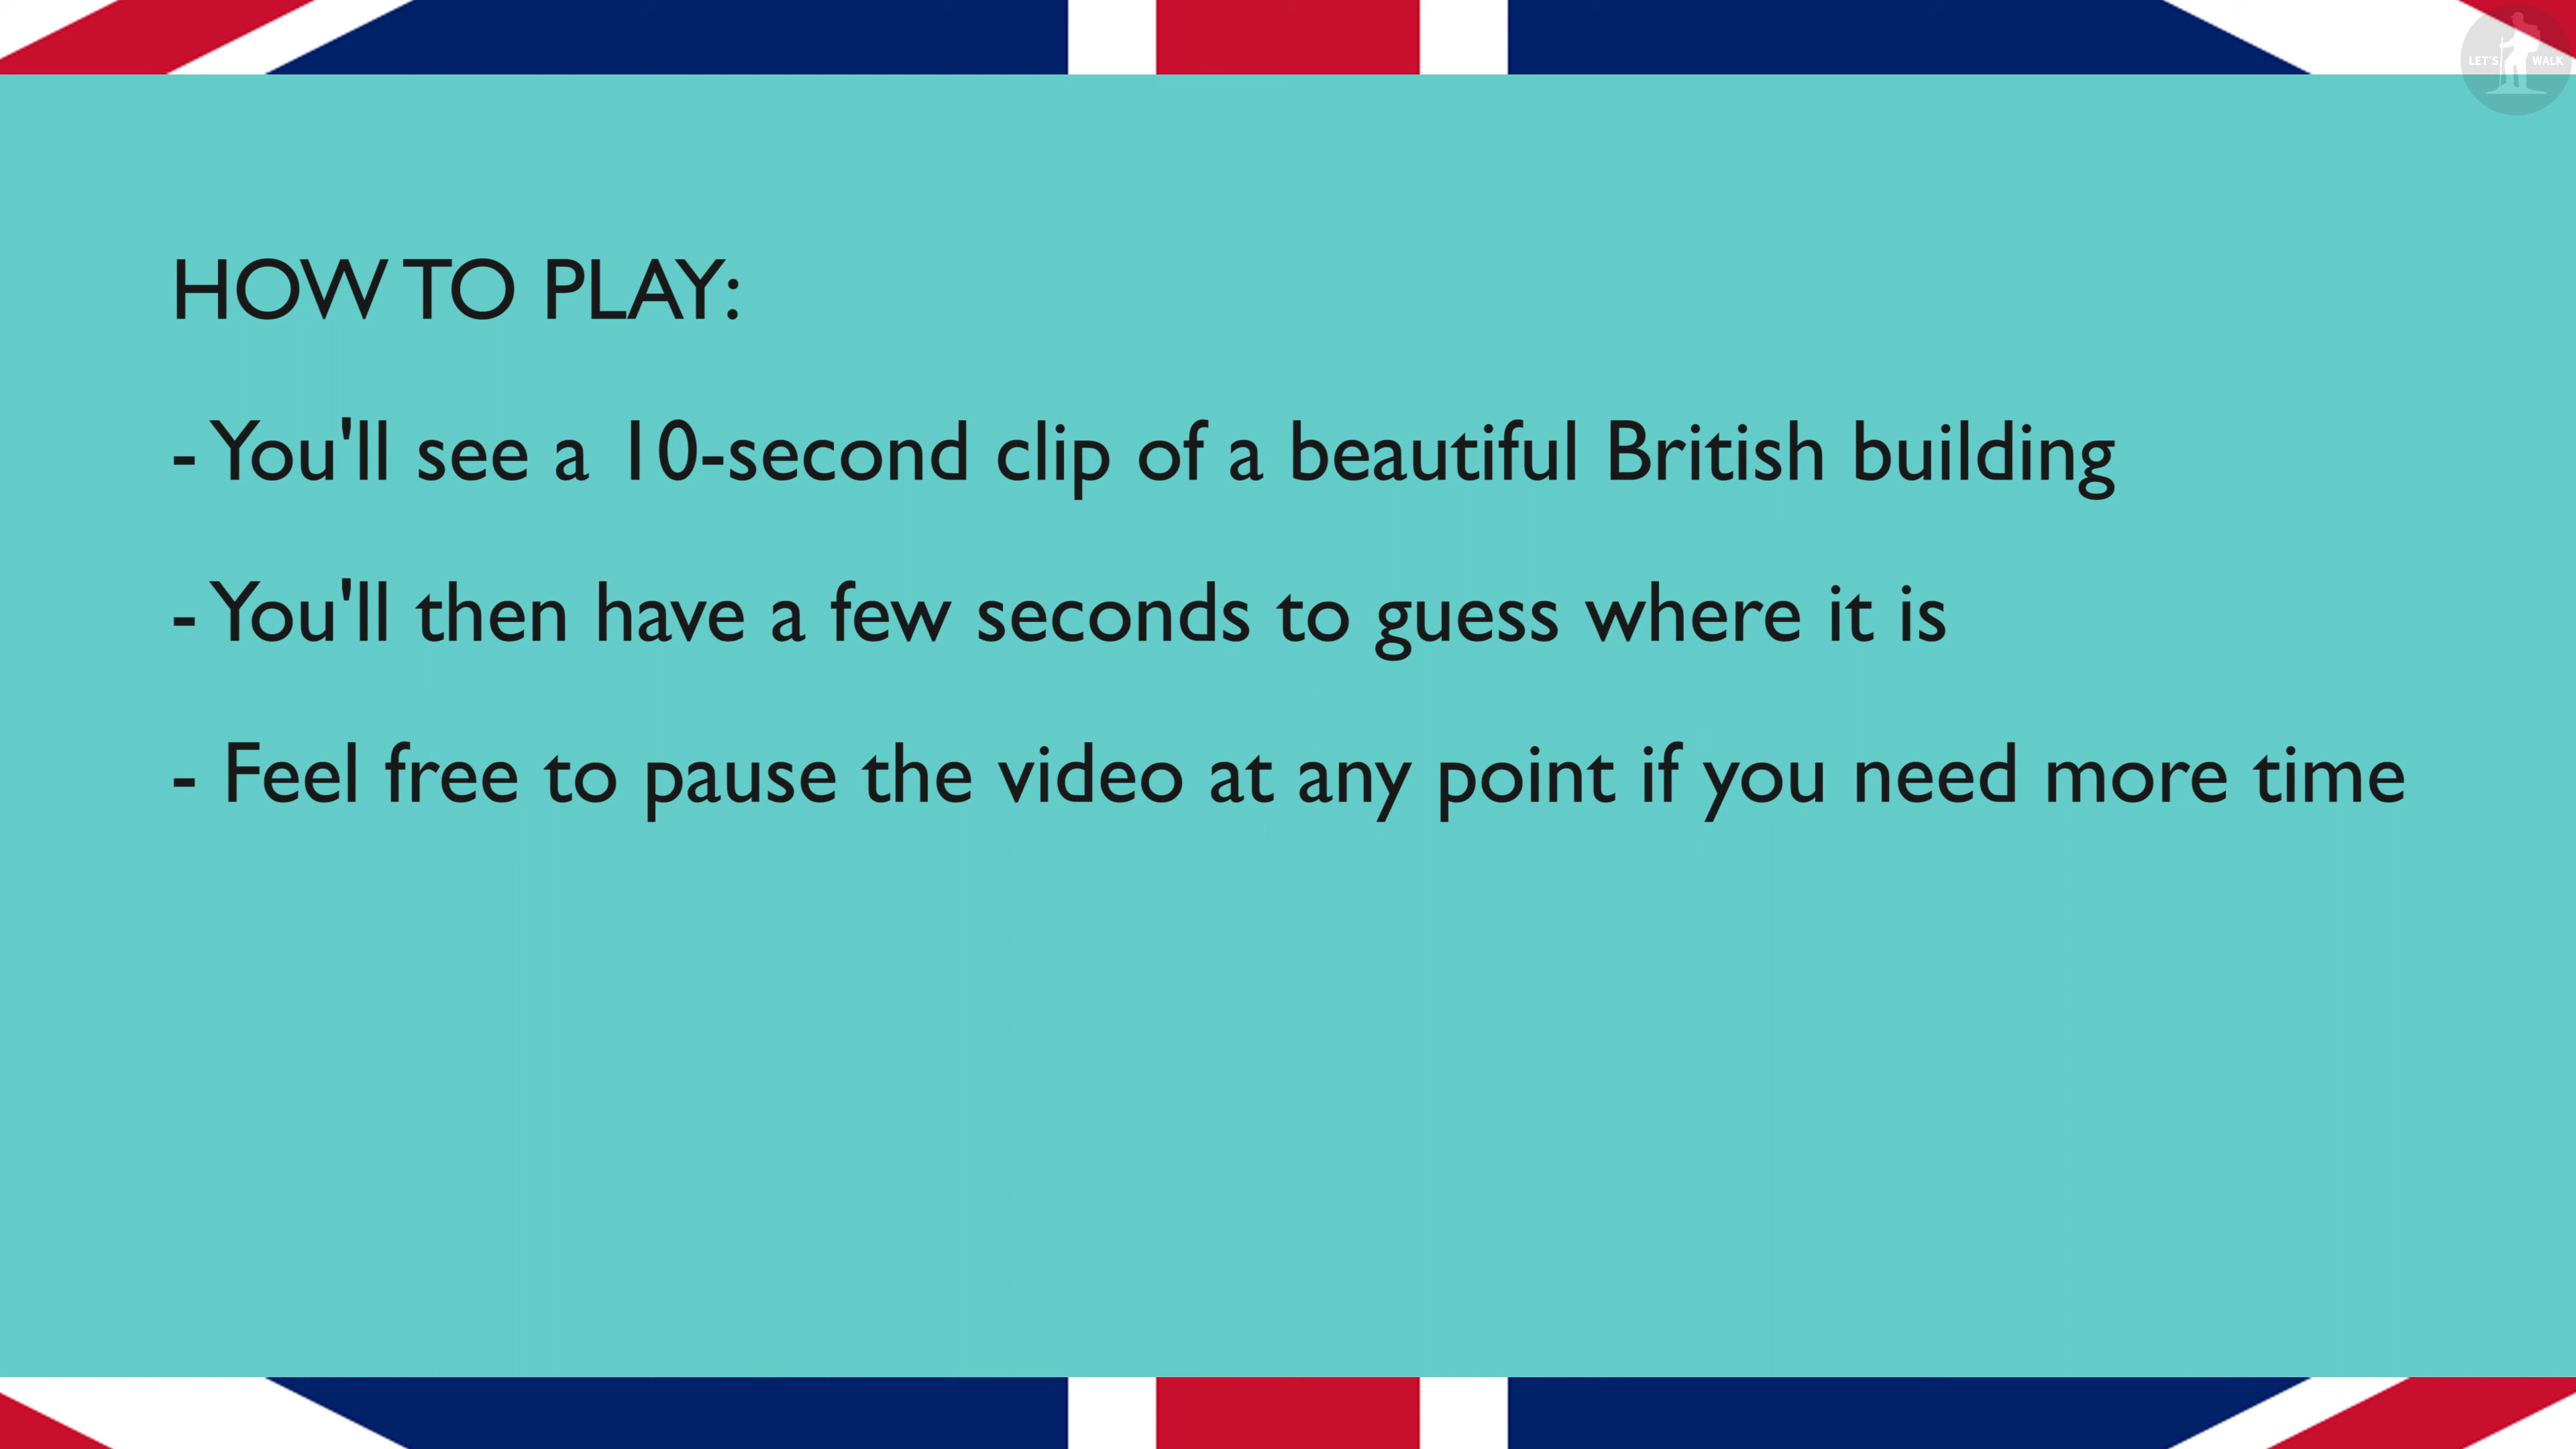 LET'S WALK
HOW TO PLAY:
- You'll see a 10-second clip of a beautiful British building
- You'll then have a few seconds to guess where it is
- Feel free to pause the video at any point if you need more time